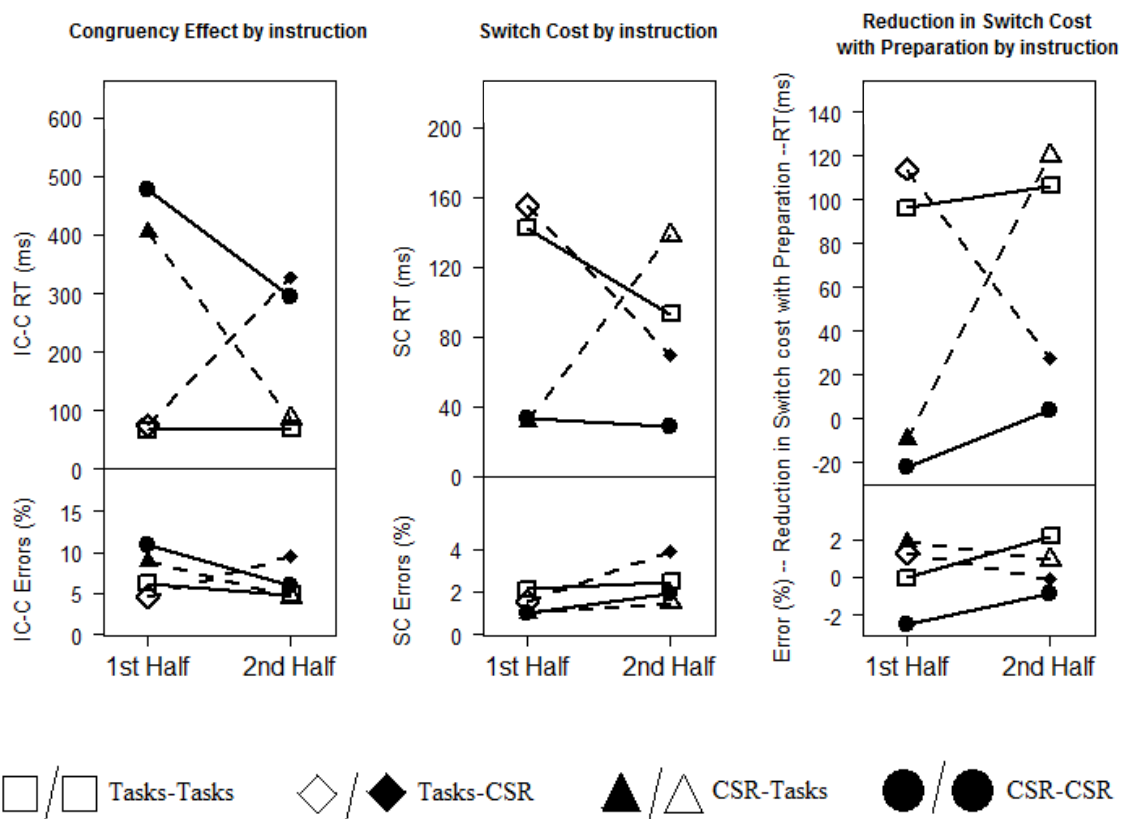 Congruency Effect by instruction
Switch Cost by instruction
Reduction in Switch Cost
with Preparation by instruction
IC-C RT (ms)
600
500
400
300
200
100
0
IC-C Errors (%)
15
10
5
0
1st Half
2nd Half
SC RT (ms)
200
160
120
80
40
0
SC Errors (%)
4
2
0
1st Half
2nd Half
Error (%) -- Reduction in Switch cost with Preparation --RT(ms)
140
120
100
80
60
40
20
0
-20
2
0
-2
1st Half
2nd Half
/ Tasks-Tasks
/ Tasks-CSR
/ CSR-Tasks
/ CSR-CSR